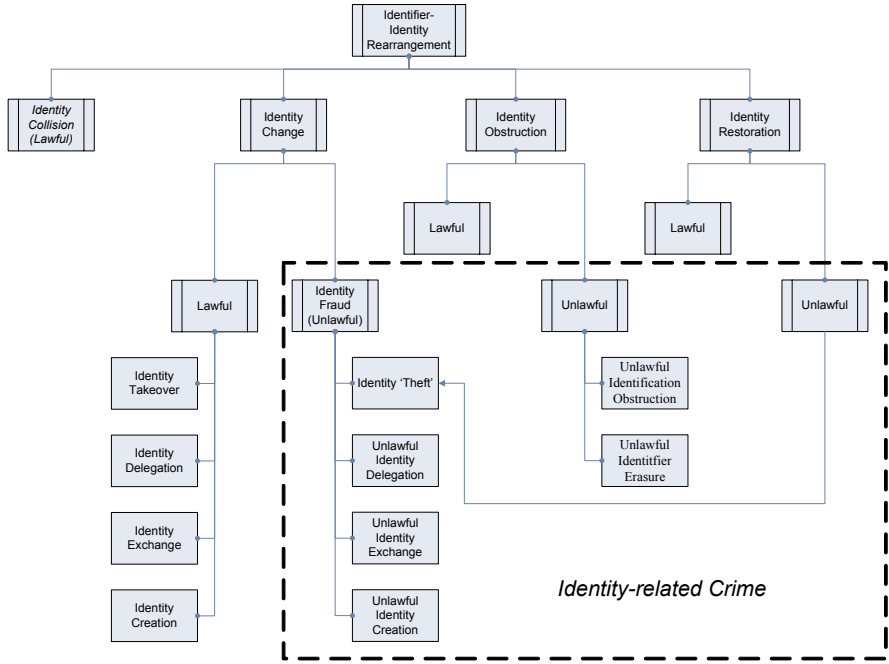 Identifier-
Identity
Rearrangement
Identity
Collision
(Lawful)
Identity
Change
Identity
Obstruction
Identity
Restoration
Lawful
Lawful
Lawful
Identity
Fraud
(Unlawful)
Unlawful
Unlawful
Identity
Takeover
Identity 'Theft'
Unlawful
Identification
Obstruction
Identity
Delegation
Unlawful
Identity
Delegation
Unlawful
Identitfier
Erasure
Identity
Exchange
Unlawful
Identity
Exchange
Identity
Creation
Unlawful
Identity
Creation
Identity-related Crime